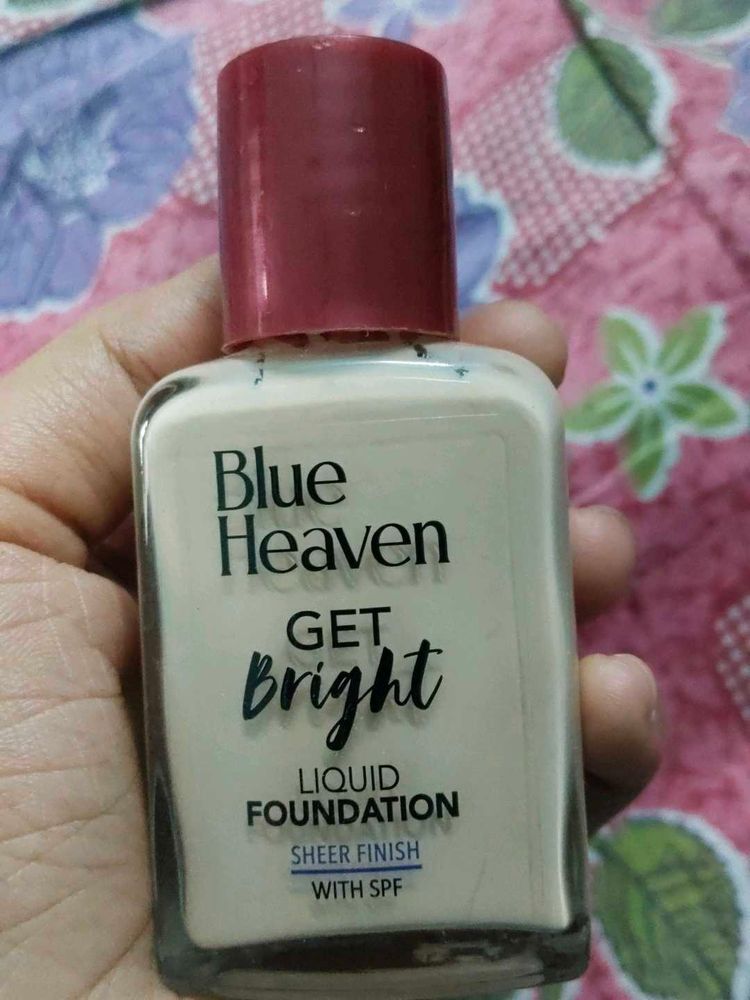 Blue
Heaven
GET
Bright
LIQUID
FOUNDATION
SHEER FINISH
WITH SPF